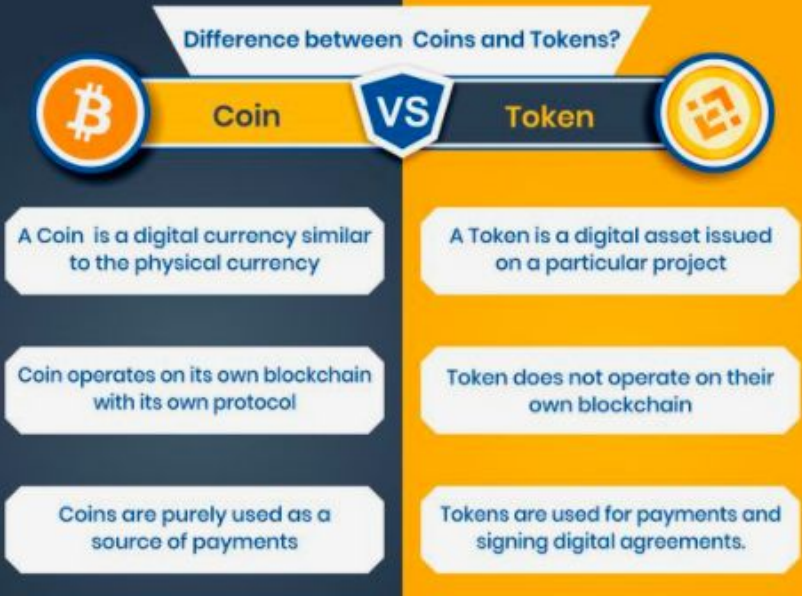 Difference between Coins and Tokens?
Coin
VS
Token
A Coin is a digital currency similar
to the physical currency
A Token is a digital asset issued
on a particular project
Coin operates on its own blockchain
with its own protocol
Token does not operate on their
own blockchain
Coins are purely used as a
source of payments
Tokens are used for payments and
signing digital agreements.